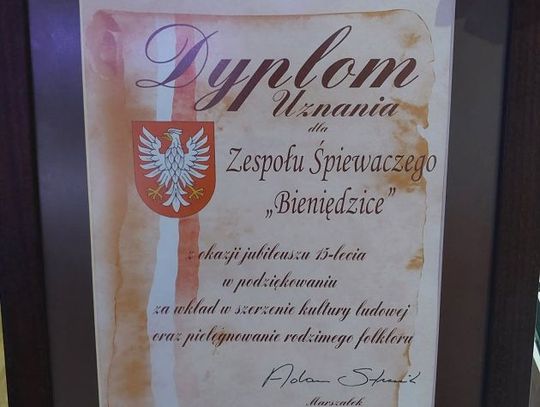 Dyplom
Uznania
dla
Zespołu Śpiewaczego
„Bieniędzice”
z okazji jubileuszu 15-lecia
w podziękowaniu
za wkład w szerzenie kultury ludowej
oraz pielęgnowanie rodzimego folkloru
Adam Struzik
Marszałek